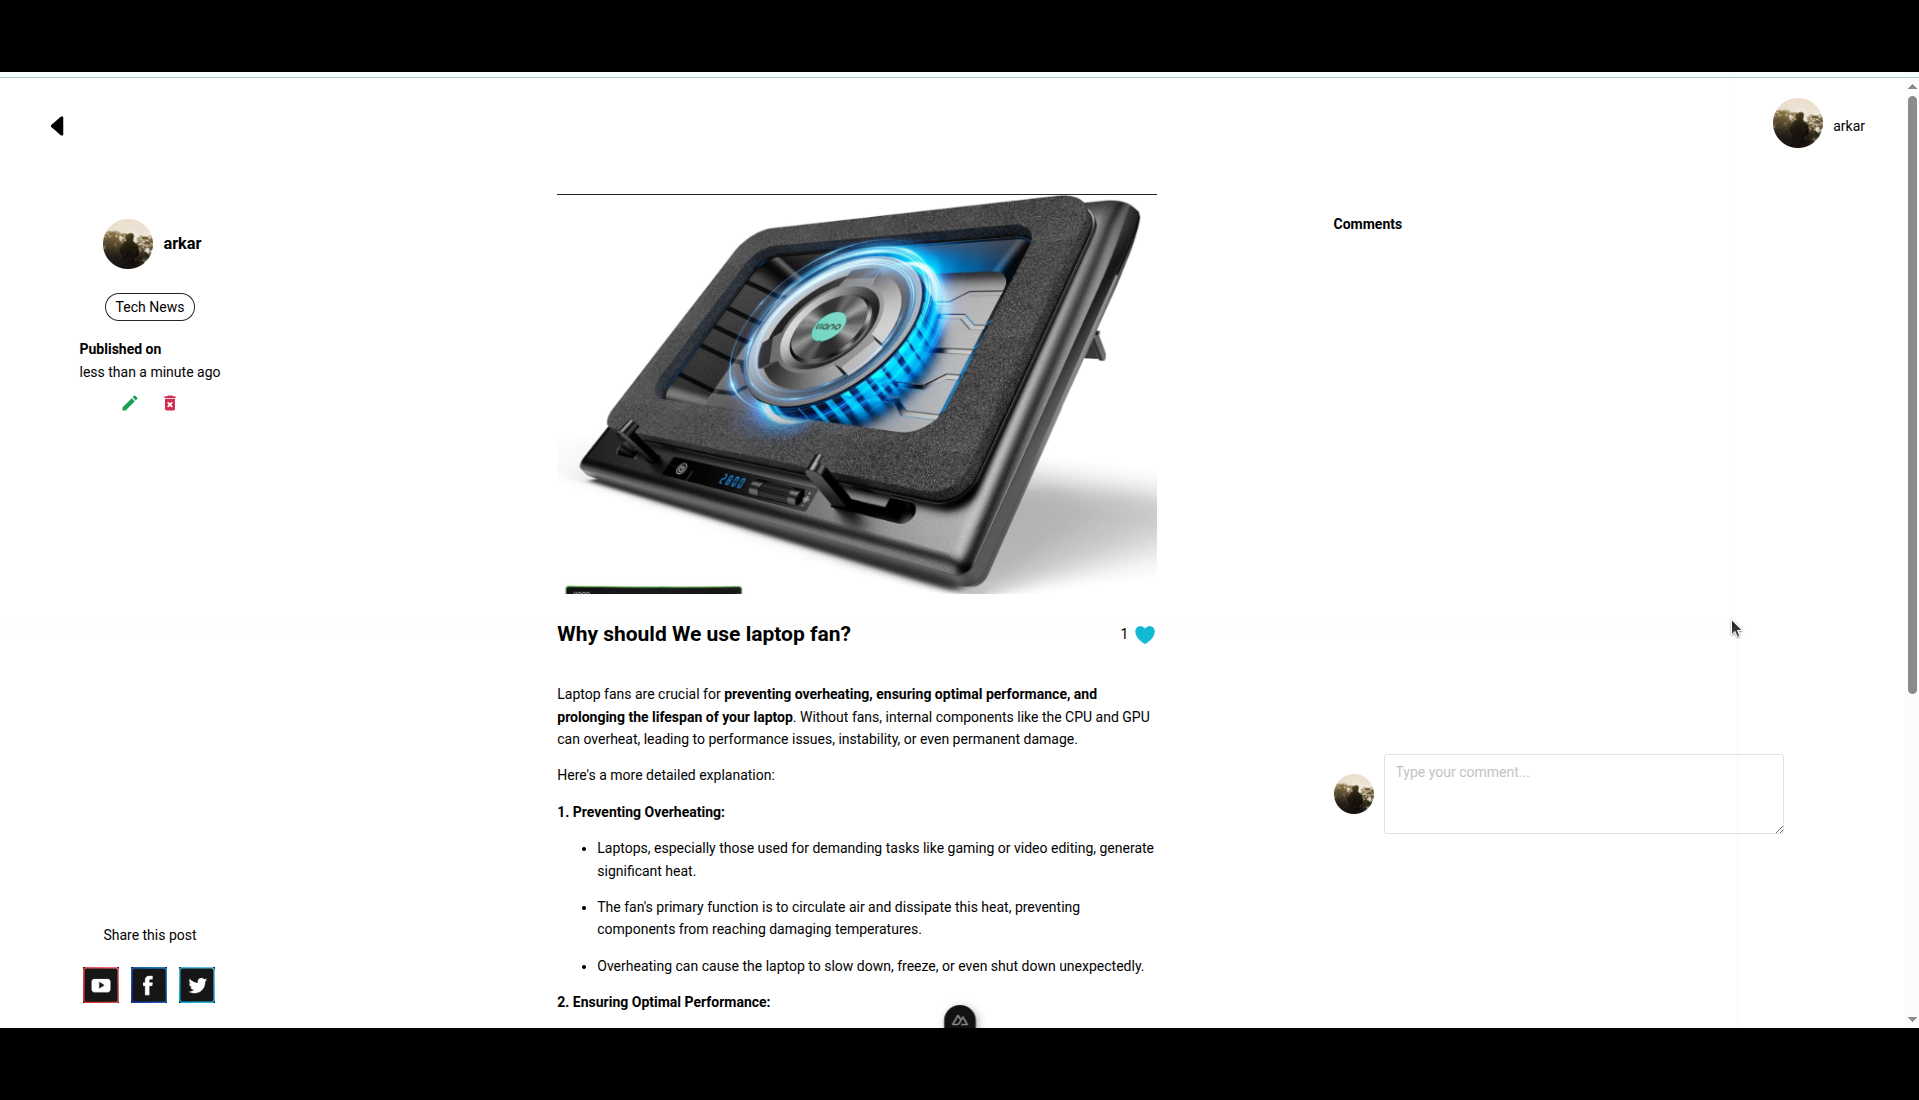 arkar
arkar
Tech News
Published on
less than a minute ago
Share this post
llano
2800
Why should We use laptop fan?
1
Laptop fans are crucial for preventing overheating, ensuring optimal performance, and
prolonging the lifespan of your laptop. Without fans, internal components like the CPU and GPU
can overheat, leading to performance issues, instability, or even permanent damage.
Here's a more detailed explanation:
1. Preventing Overheating:
• Laptops, especially those used for demanding tasks like gaming or video editing, generate
significant heat.
• The fan's primary function is to circulate air and dissipate this heat, preventing
components from reaching damaging temperatures.
• Overheating can cause the laptop to slow down, freeze, or even shut down unexpectedly.
2. Ensuring Optimal Performance:
Comments
Type your comment...